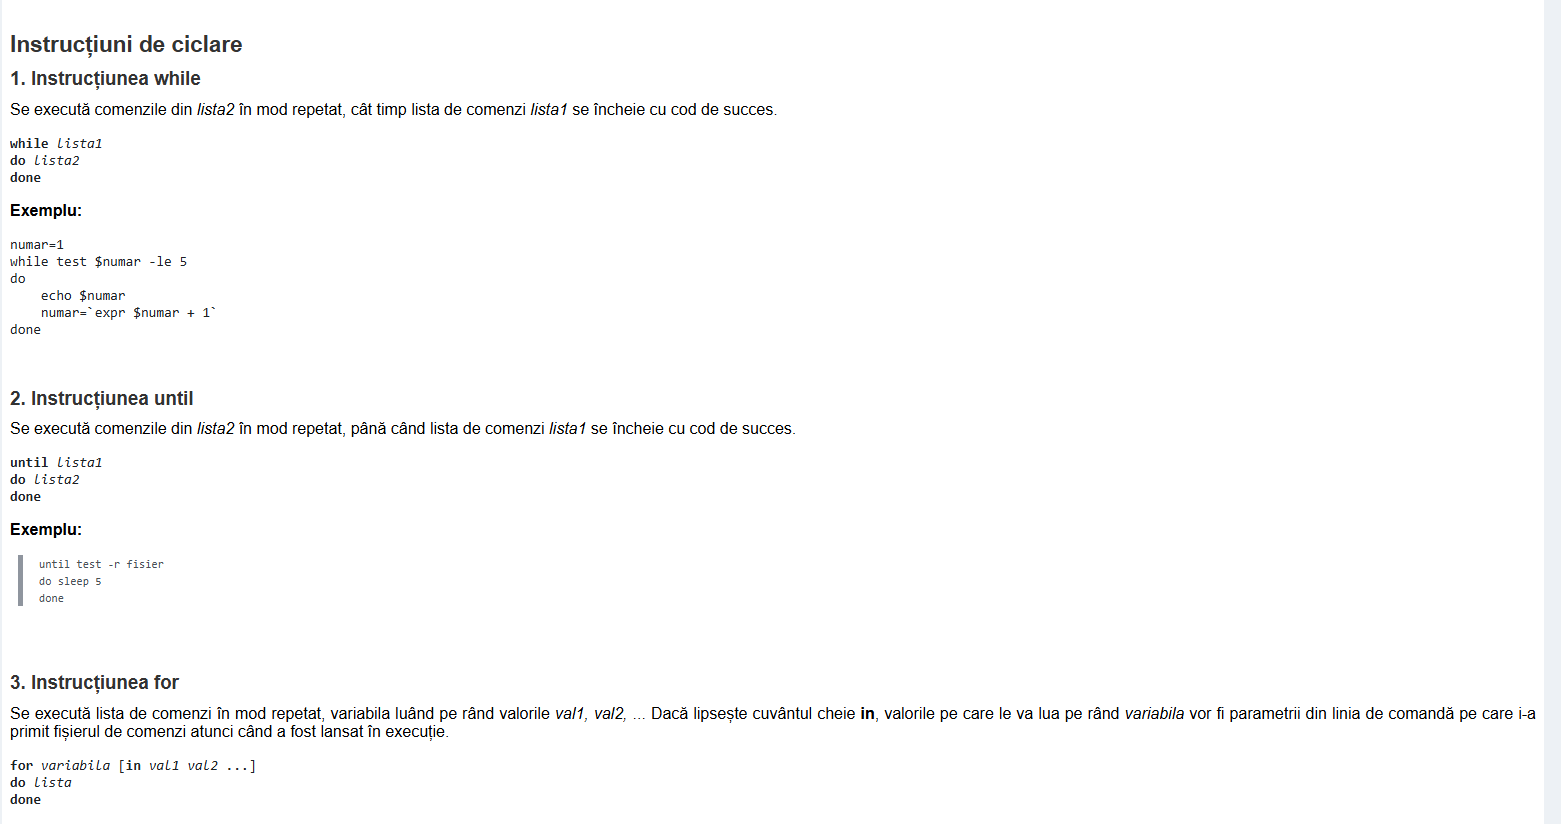 Instrucțiuni de ciclare
1. Instrucțiunea while
Se execută comenzile din lista2 în mod repetat, cât timp lista de comenzi lista1 se încheie cu cod de succes.
while lista1
do lista2
done
Exemplu:
numar=1
while test $numar -le 5
do
    echo $numar
    numar=`expr $numar + 1`
done
2. Instrucțiunea until
Se execută comenzile din lista2 în mod repetat, până când lista de comenzi lista1 se încheie cu cod de succes.
until lista1
do lista2
done
Exemplu:
until test -r fisier
do sleep 5
done
3. Instrucțiunea for
Se execută lista de comenzi în mod repetat, variabila luând pe rând valorile val1, val2, ... Dacă lipsește cuvântul cheie in, valorile pe care le va lua pe rând variabila vor fi parametrii din linia de comandă pe care i-a
primit fișierul de comenzi atunci când a fost lansat în execuție.
for variabila [in val1 val2 ...]
do lista
done